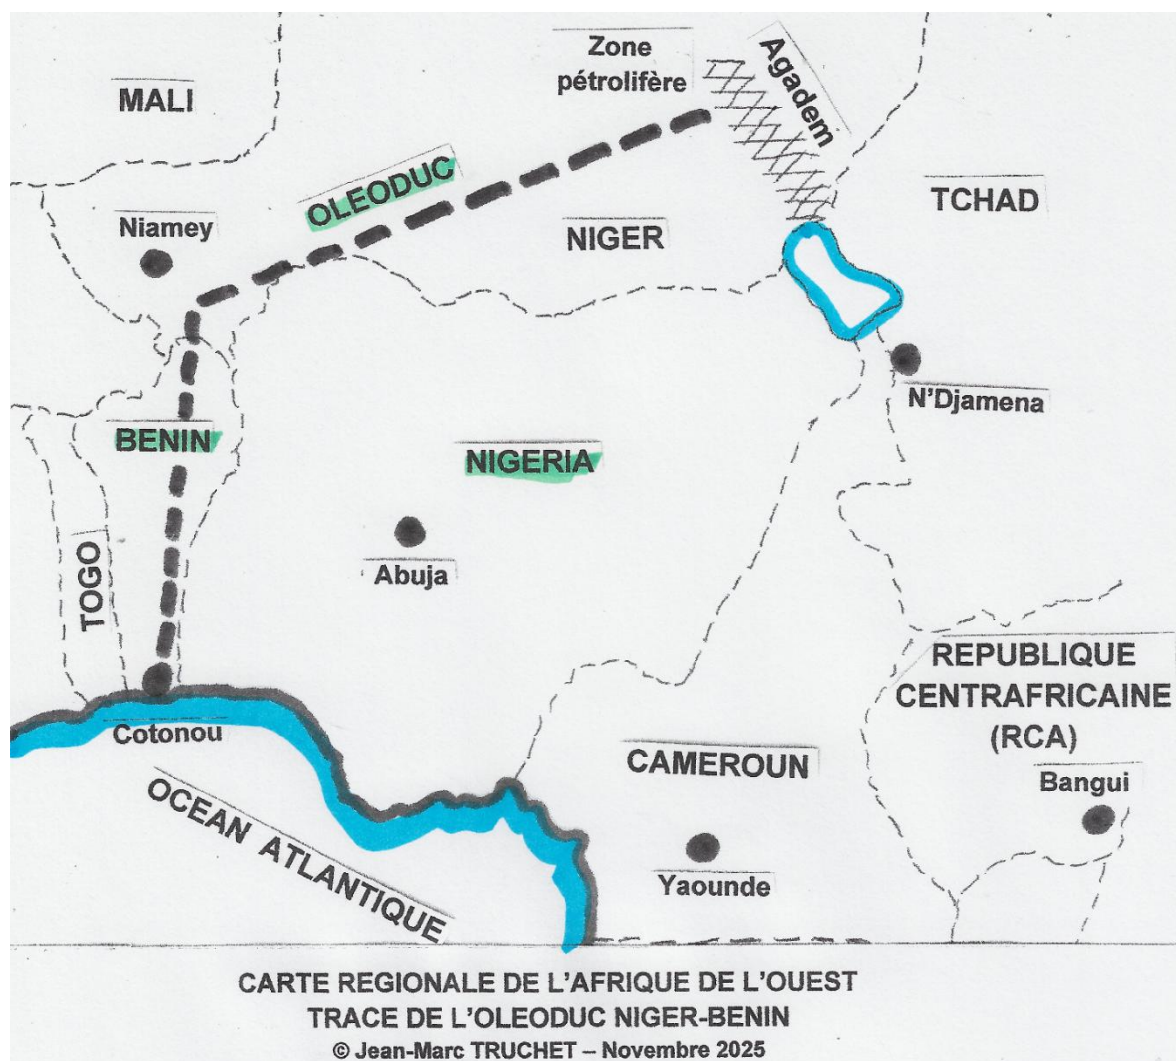 Zone
pétrolifère
Agadem
MALI
OLEODUC
TCHAD
Niamey
NIGER
N'Djamena
BENIN
NIGERIA
TOGO
Abuja
REPUBLIQUE
CENTRAFRICAINE
(RCA)
Cotonou
CAMEROUN
Bangui
OCEAN ATLANTIQUE
Yaounde
CARTE REGIONALE DE L'AFRIQUE DE L'OUEST
TRACE DE L'OLEODUC NIGER-BENIN
© Jean-Marc TRUCHET – Novembre 2025